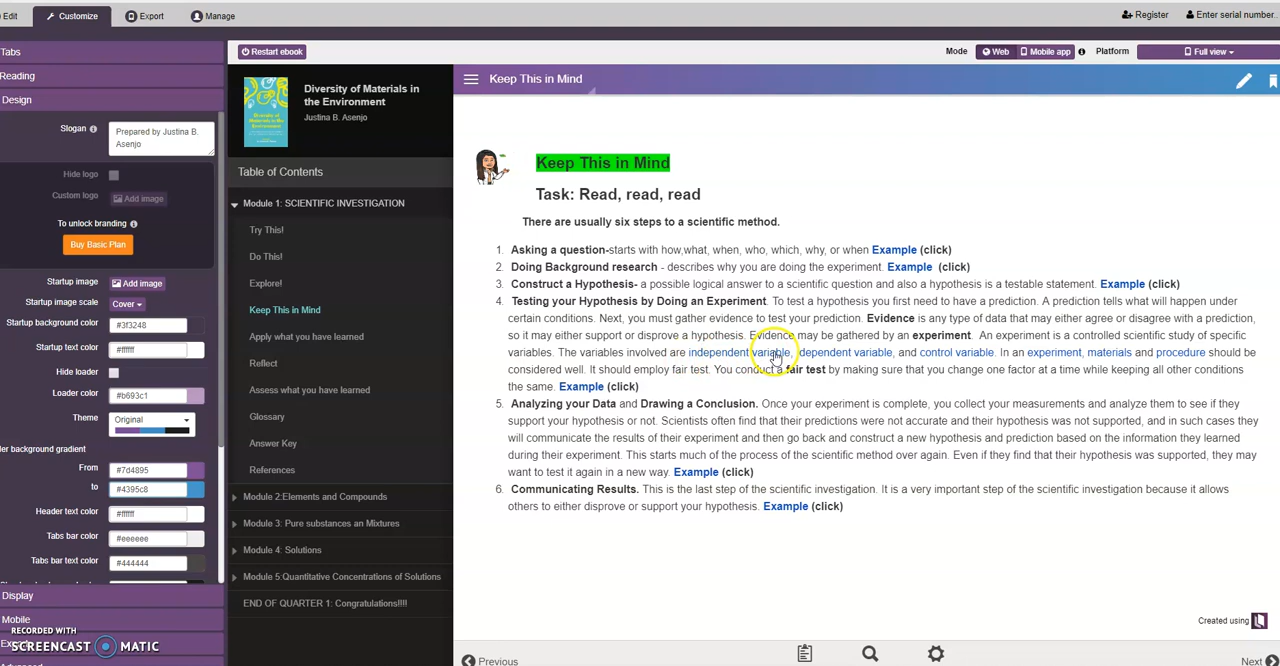 Edit
Customize
Export
Manage
Register
Enter serial number..
Tabs
Reading
Design
Slogan
Prepared by Justina B.
Asenjo
Hide logo
Custom logo
Add image
To unlock branding
Buy Basic Plan
Startup image
Add image
Startup image scale
Cover
Startup background color
#3f3248
Startup text color
#ffffff
Hide loader
Loader color
#b693c1
Theme
Original
der background gradient
From
#7d4895
to
#4395c8
Header text color
#ffffff
Tabs bar color
#eeeeee
Tabs bar text color
#444444
Display
Mobile
RECORDED WITH
SCREENCAST MATIC
Restart ebook
Mode
Web
Mobile app
Platform
Full view
Diversity of Materials in
the Environment
Justina B. Asenjo
Table of Contents
Module 1: SCIENTIFIC INVESTIGATION
Try This!
Do This!
Explore!
Keep This in Mind
Apply what you have learned
Reflect
Assess what you have learned
Glossary
Answer Key
References
Module 2:Elements and Compounds
Module 3: Pure substances an Mixtures
Module 4: Solutions
Module 5:Quantitative Concentrations of Solutions
END OF QUARTER 1: Congratulations!!!!
Keep This in Mind
Keep This in Mind
Task: Read, read, read
There are usually six steps to a scientific method.
1. Asking a question-starts with how,what, when, who, which, why, or when Example (click)
2. Doing Background research - describes why you are doing the experiment. Example (click)
3. Construct a Hypothesis- a possible logical answer to a scientific question and also a hypothesis is a testable statement. Example (click)
4. Testing your Hypothesis by Doing an Experiment. To test a hypothesis you first need to have a prediction. A prediction tells what will happen under
certain conditions. Next, you must gather evidence to test your prediction. Evidence is any type of data that may either agree or disagree with a prediction,
so it may either support or disprove a hypothesis. Evidence may be gathered by an experiment. An experiment is a controlled scientific study of specific
variables. The variables involved are independent variable, dependent variable, and control variable. In an experiment, materials and procedure should be
considered well. It should employ fair test. You conduct a fair test by making sure that you change one factor at a time while keeping all other conditions
the same. Example (click)
5. Analyzing your Data and Drawing a Conclusion. Once your experiment is complete, you collect your measurements and analyze them to see if they
support your hypothesis or not. Scientists often find that their predictions were not accurate and their hypothesis was not supported, and in such cases they
will communicate the results of their experiment and then go back and construct a new hypothesis and prediction based on the information they learned
during their experiment. This starts much of the process of the scientific method over again. Even if they find that their hypothesis was supported, they may
want to test it again in a new way. Example (click)
6. Communicating Results. This is the last step of the scientific investigation. It is a very important step of the scientific investigation because it allows
others to either disprove or support your hypothesis. Example (click)
Created using
Previous
Next